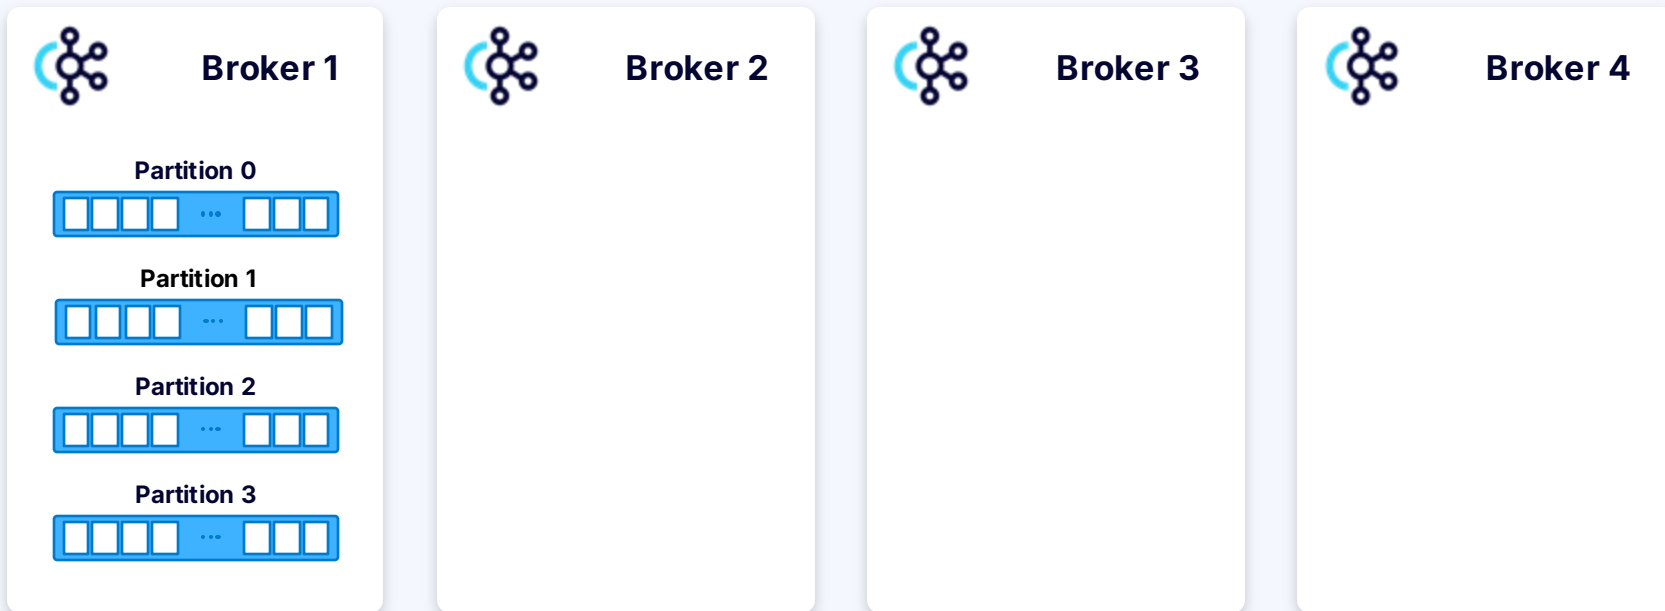 Broker 1
Partition 0
Partition 1
Partition 2
Partition 3
Broker 2
Broker 3
Broker 4